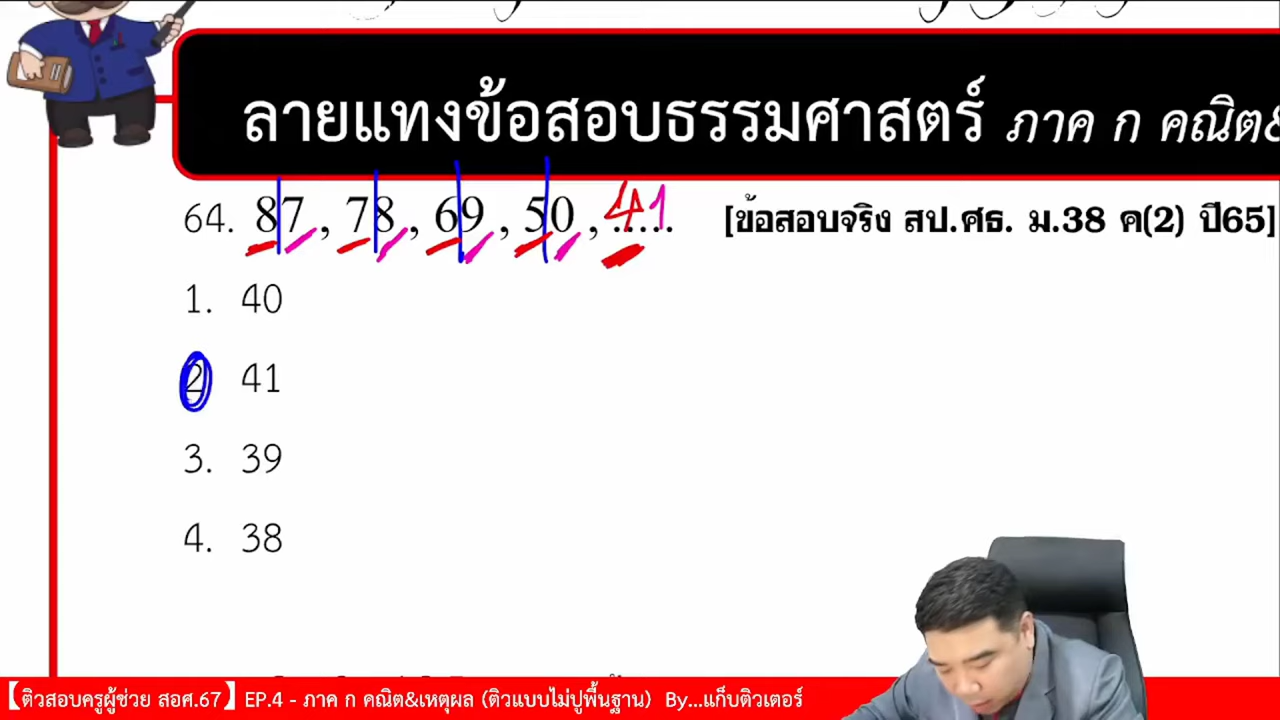 ลายแทงข้อสอบธรรมศาสตร์ ภาค ก คณิต&
64. 87 , 78 , 69 , 50 , ..... 41 [ข้อสอบจริง สป.ศธ. ม.38 ค(2) ปี65]
1. 40
2 41
3. 39
4. 38
【ติวสอบครูผู้ช่วย สอศ.67】 EP.4 - ภาค ก คณิต&เหตุผล (ติวแบบไม่ปูพื้นฐาน) By...แก็บติวเตอร์